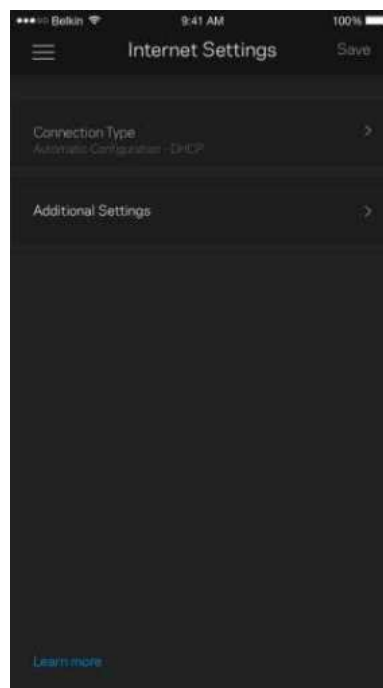 Belkin 9:41 AM 100%
Internet Settings Save
Connection Type
Automatic Configuration - DHCP
Additional Settings
Learn more